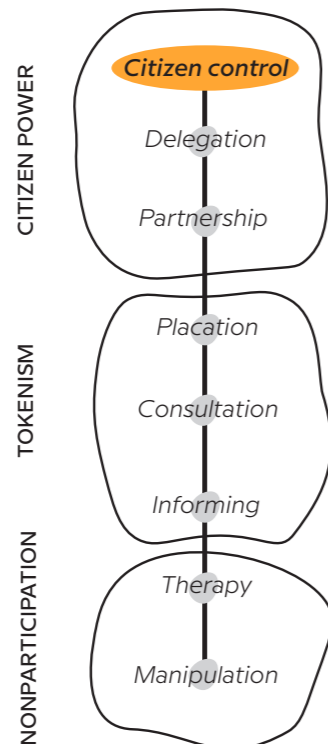 CITIZEN POWER
Citizen control
Delegation
Partnership
TOKENISM
Placation
Consultation
Informing
NONPARTICIPATION
Therapy
Manipulation